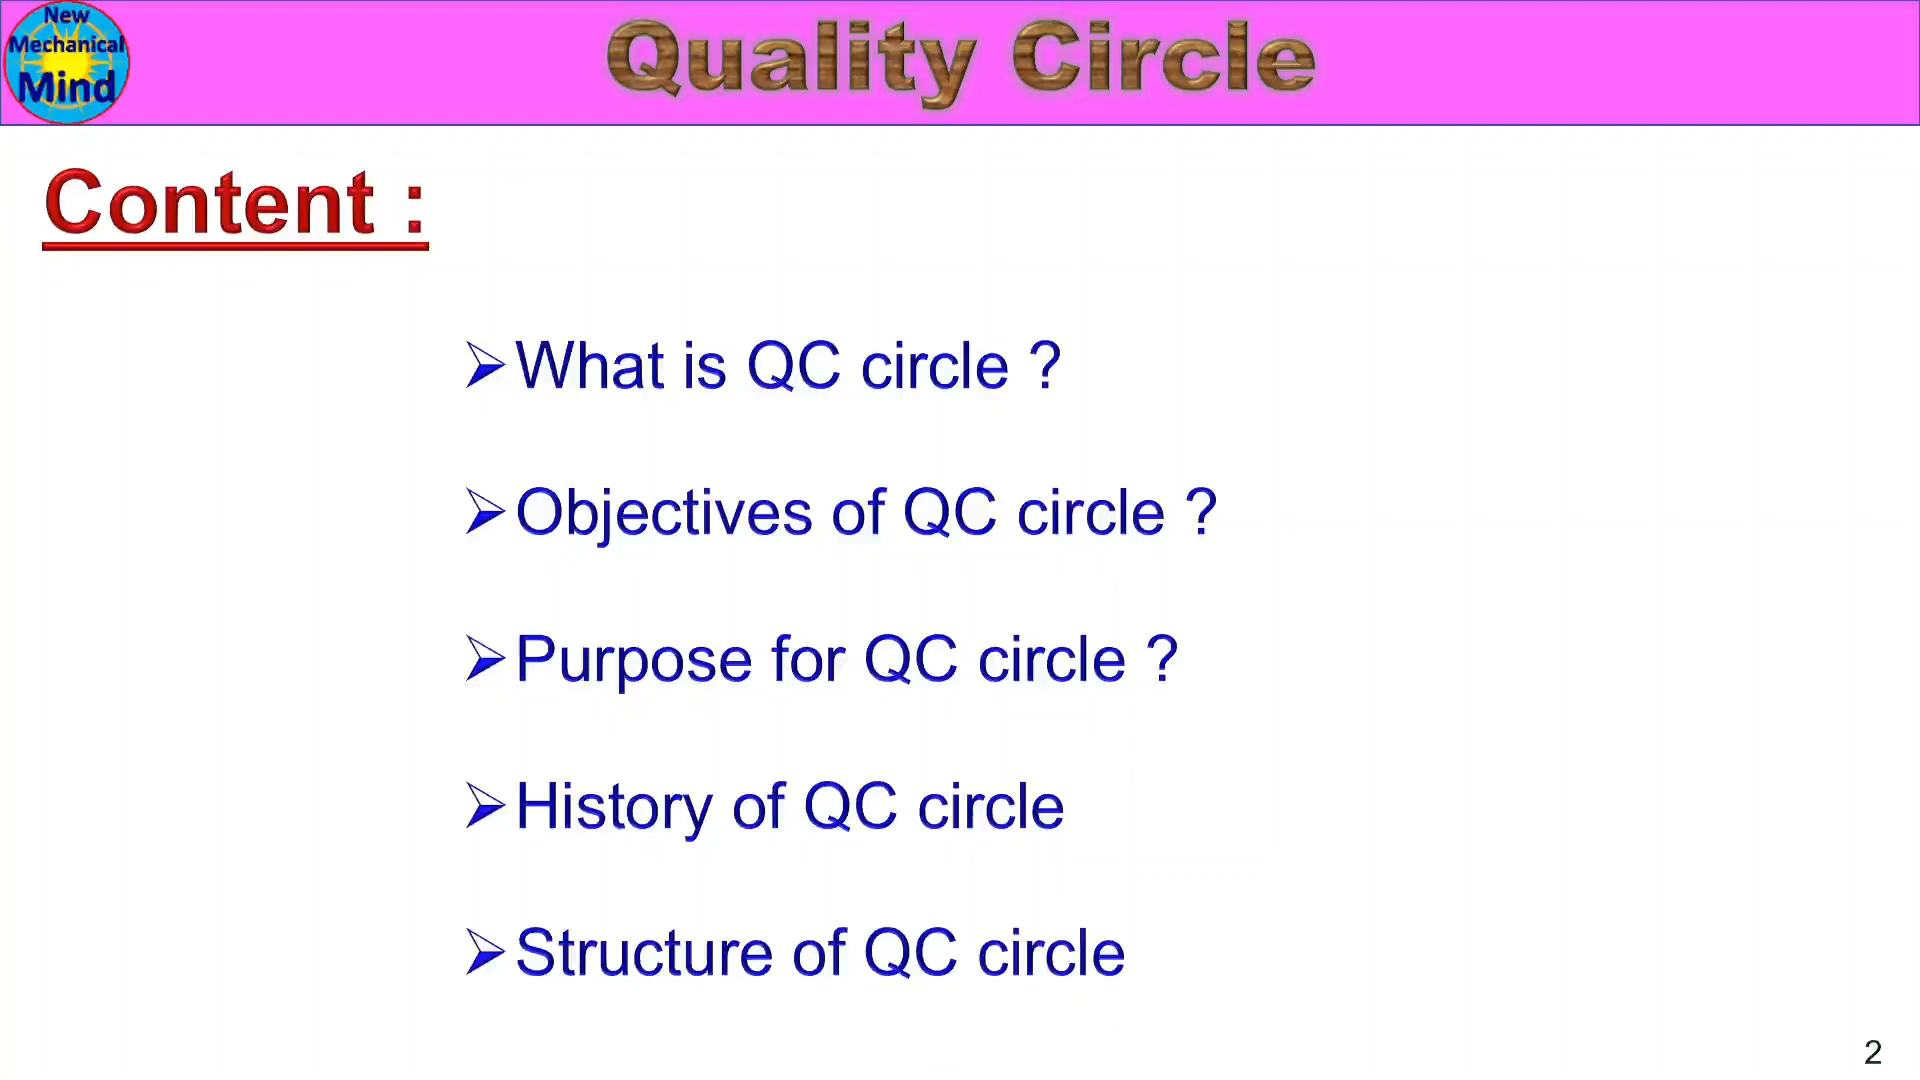 New
Mechanical
Mind
Quality Circle
Content :
What is QC circle ?
Objectives of QC circle ?
Purpose for QC circle ?
History of QC circle
Structure of QC circle
2